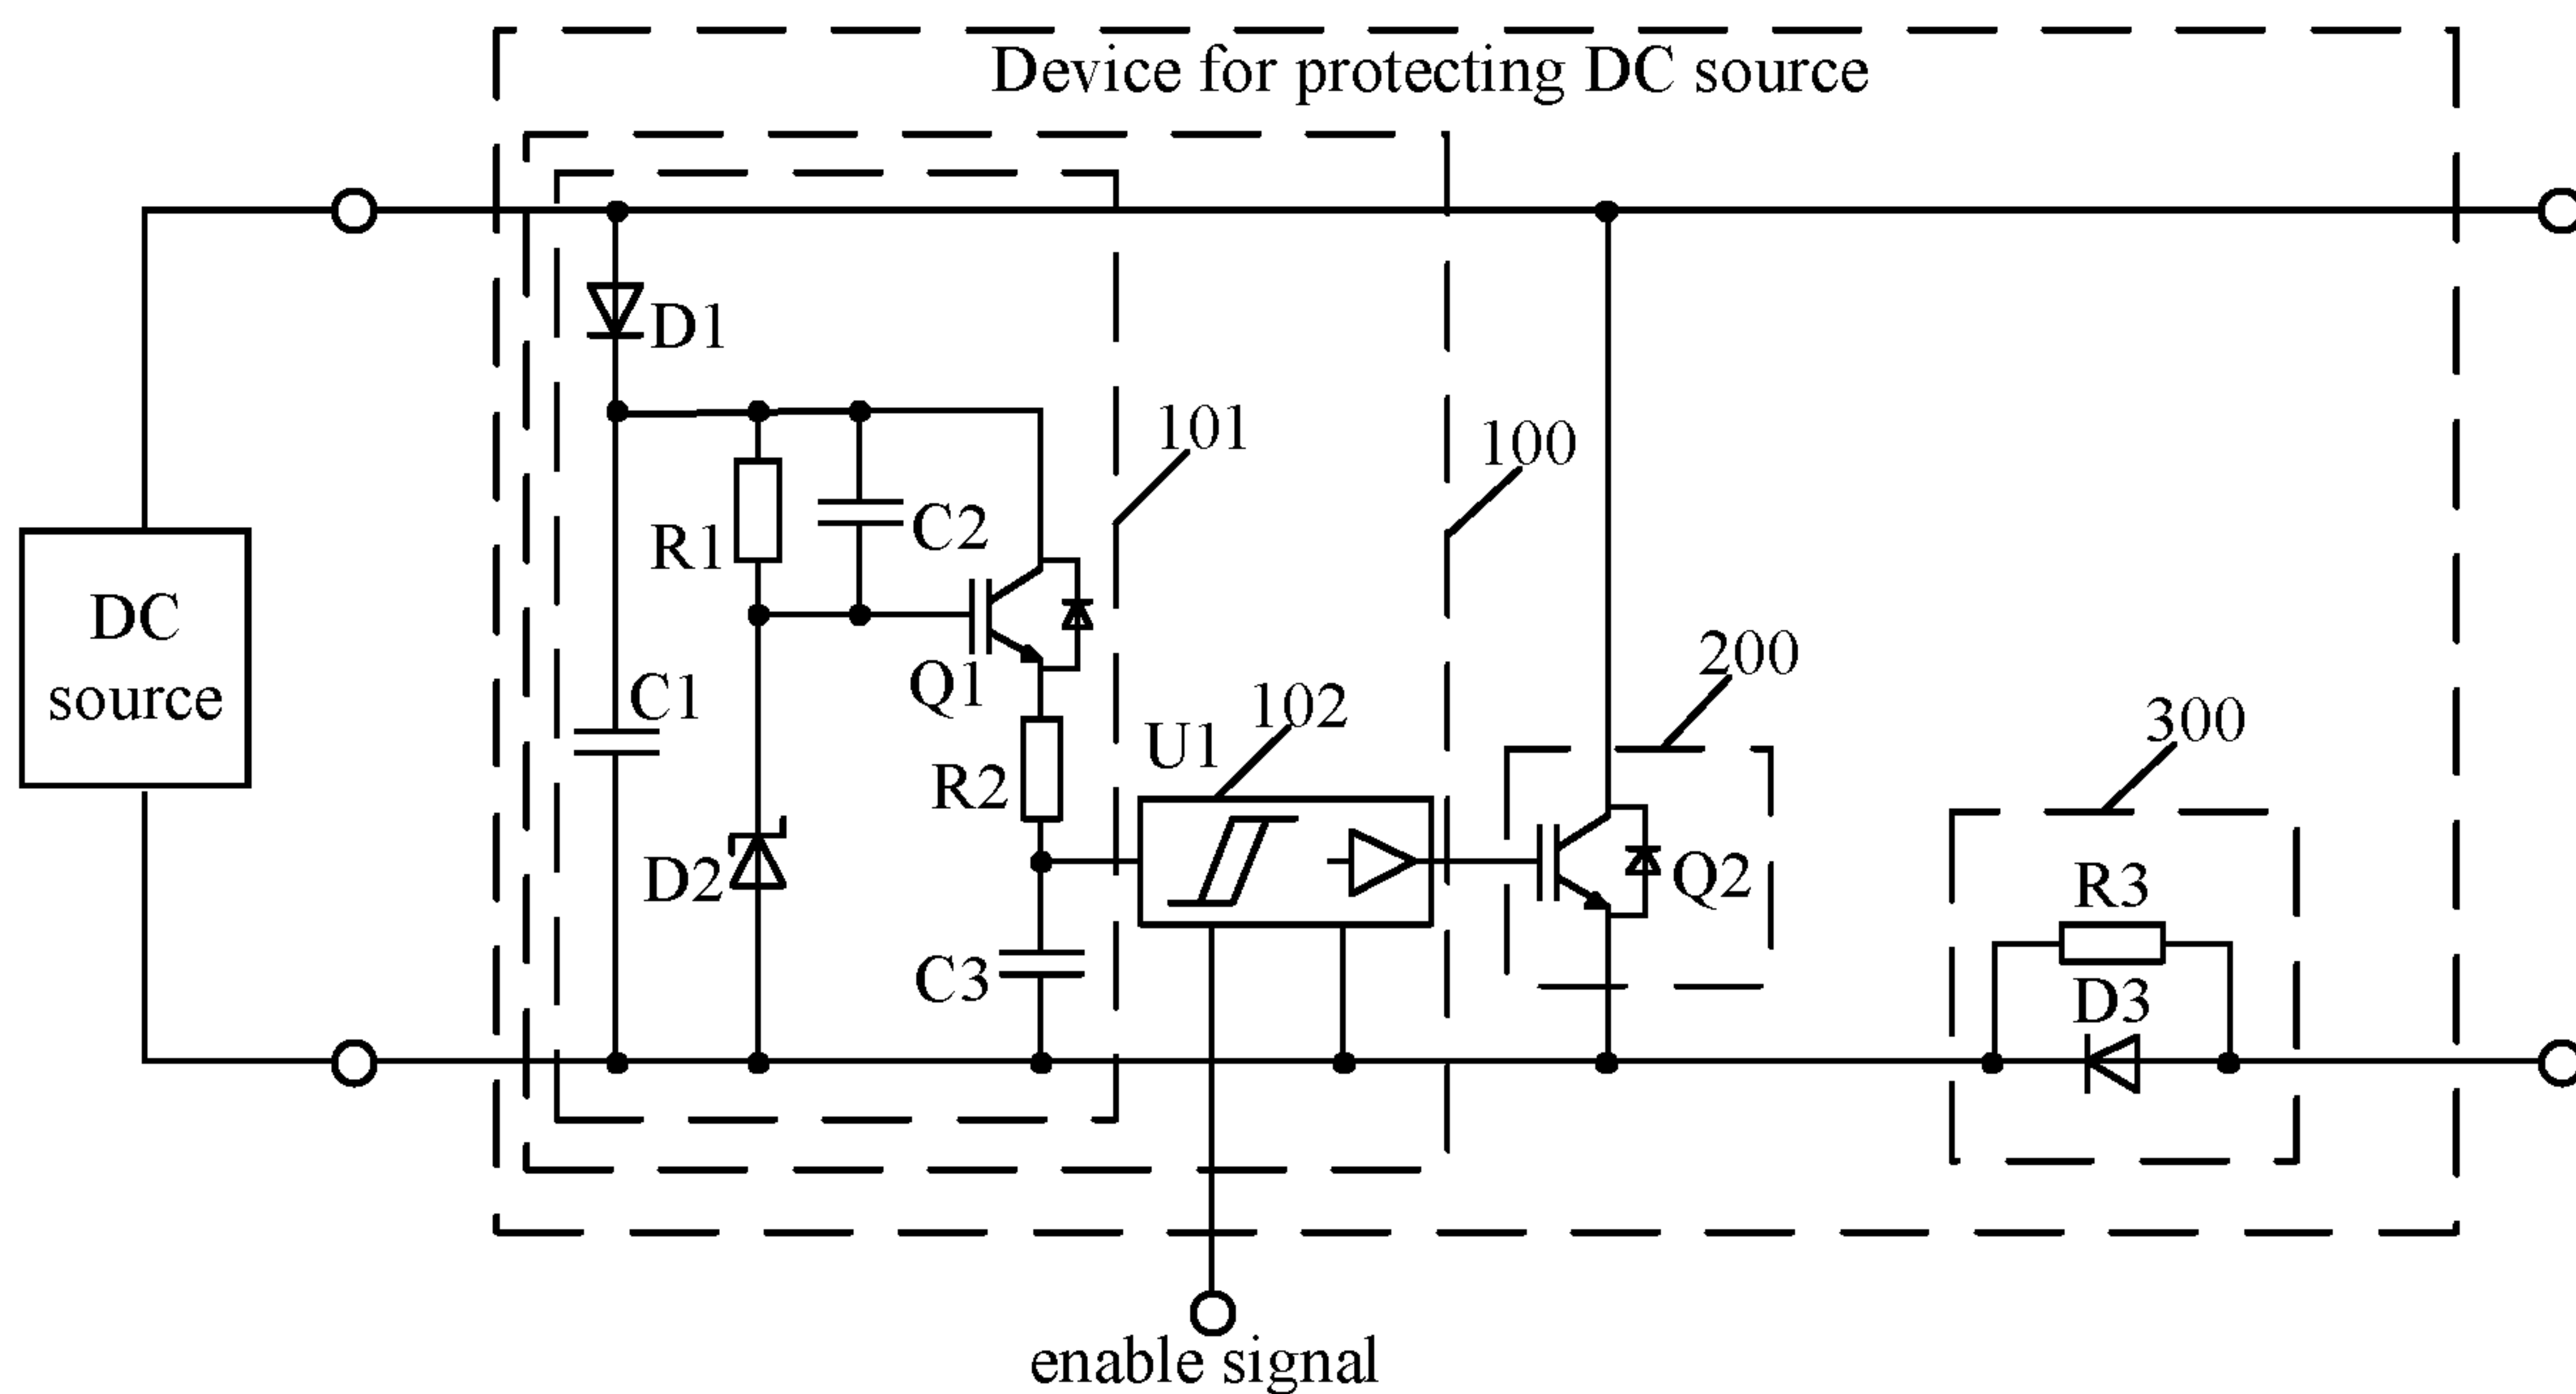 Device for protecting DC source
D1
101
100
R1
C2
DC
source
C1
Q1
200
U1
102
300
R2
D2
Q2
R3
C3
D3
enable signal